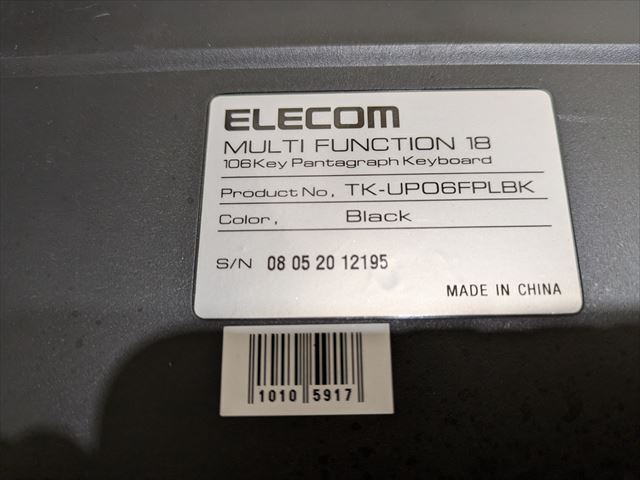 ELECOM
MULTI FUNCTION 18
106Key Pantagraph Keyboard
Product No, TK-UP06FPLBK
Color, Black
S/N 08 05 20 12195
MADE IN CHINA
1010 5917